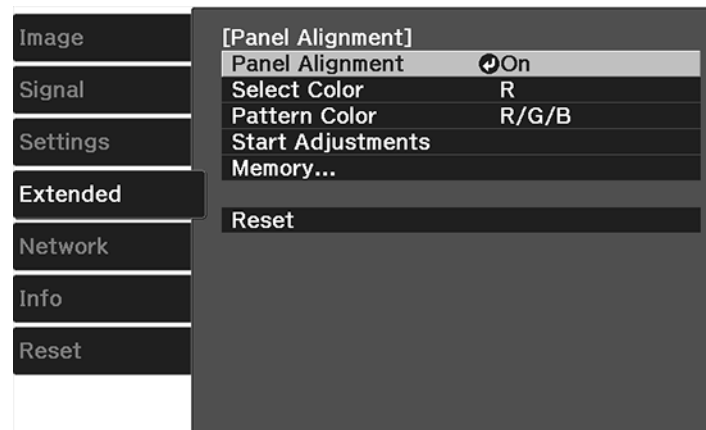 Image
Signal
Settings
Extended
Network
Info
Reset
[Panel Alignment]
Panel Alignment On
Select Color R
Pattern Color R/G/B
Start Adjustments
Memory...
Reset